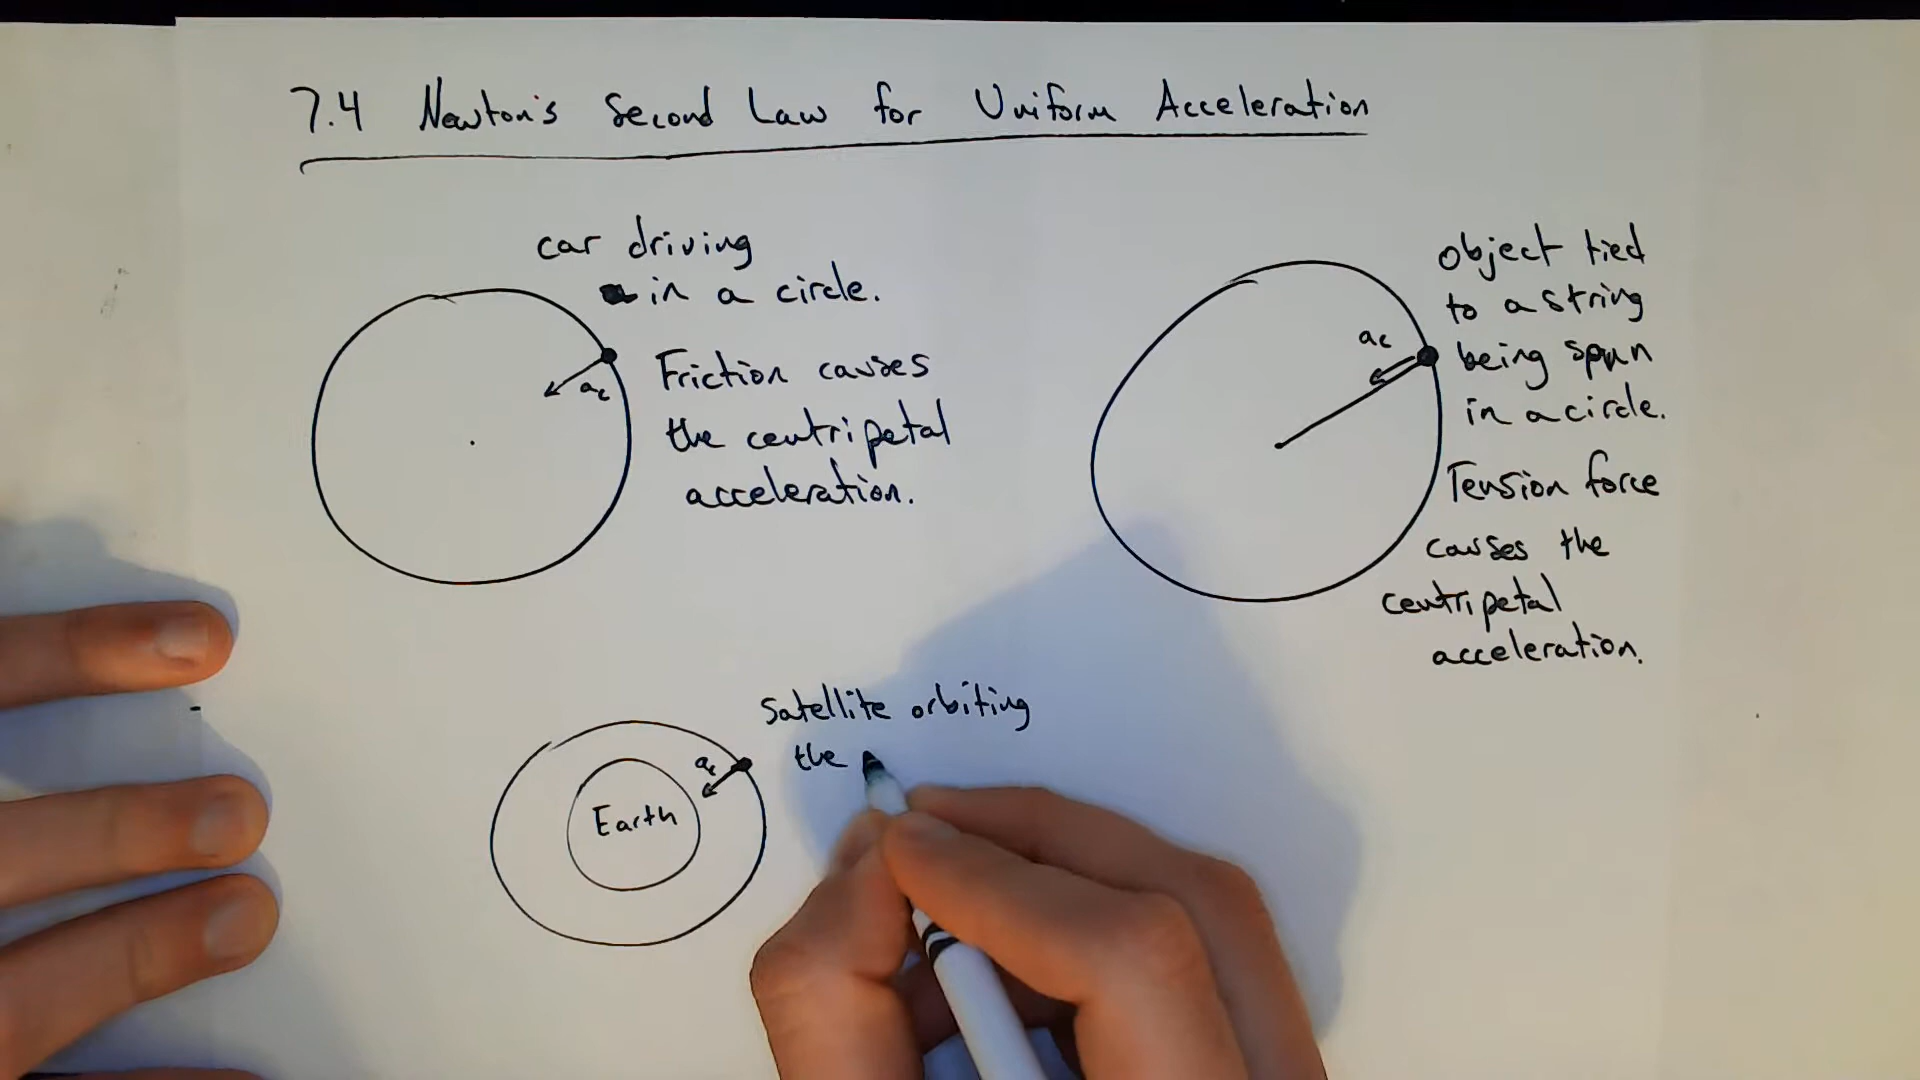 7.4 Newton's Second Law for Uniform Acceleration
car driving
in a circle.
Friction causes
the centripetal
acceleration.
ac
object tied
to a string
being spun
in a circle.
Tension force
causes the
centripetal
acceleration.
ac
Satellite orbiting
the
ac
Earth